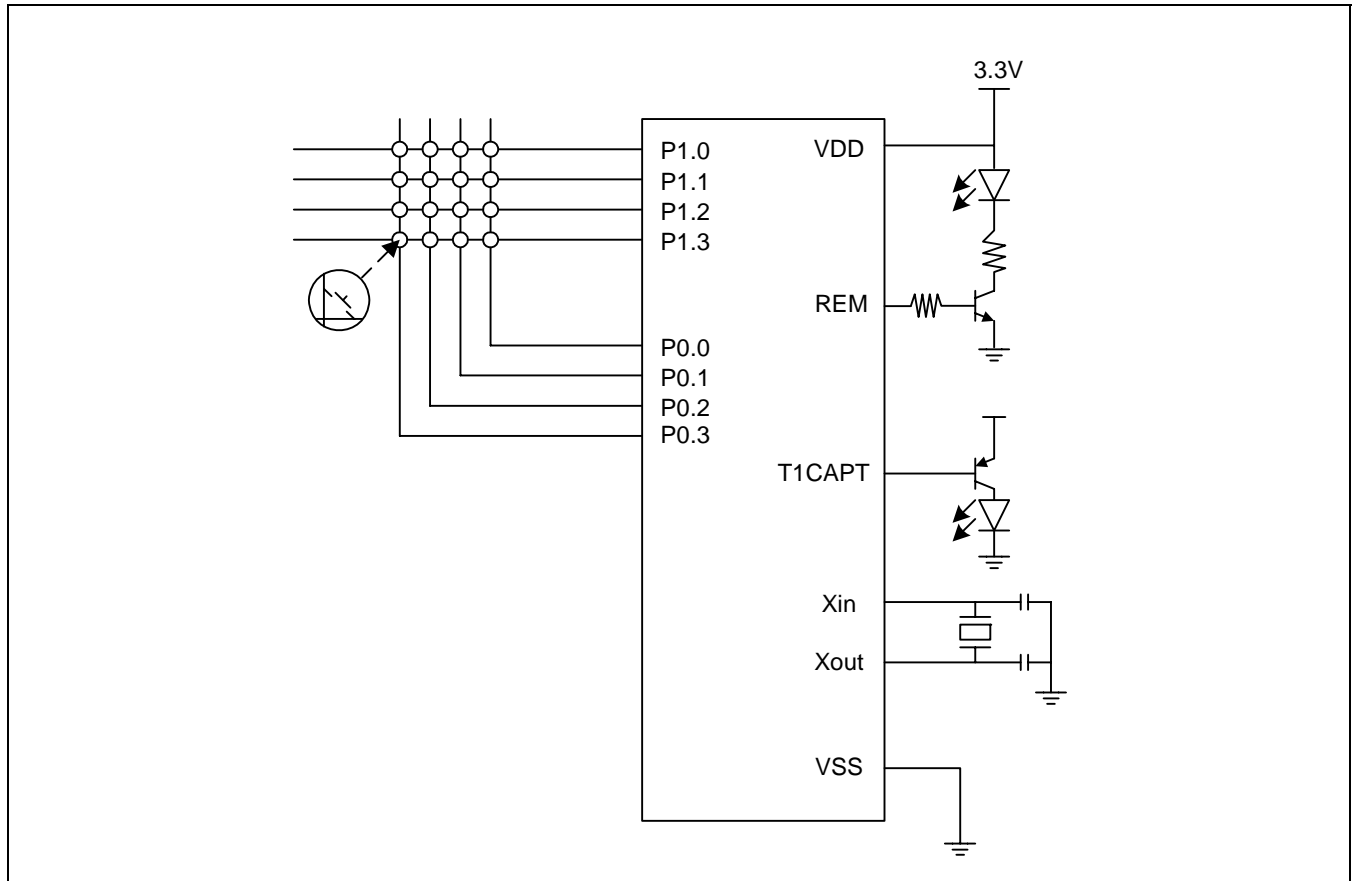 3.3V
P1.0 VDD
P1.1
P1.2
P1.3
REM
P0.0
P0.1
P0.2
P0.3
T1CAPT
Xin
Xout
VSS